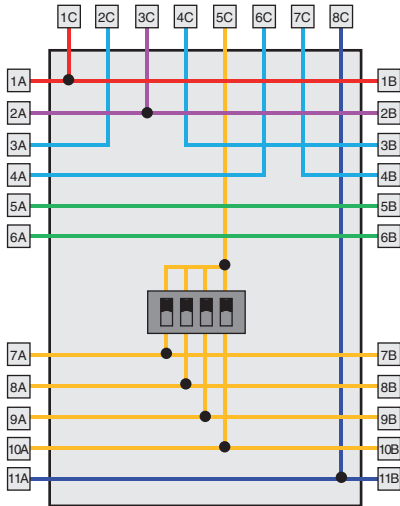 1C 2C 3C 4C 5C 6C 7C 8C
1A 1B
2A 2B
3A 3B
4A 4B
5A 5B
6A 6B
7A 7B
8A 8B
9A 9B
10A 10B
11A 11B